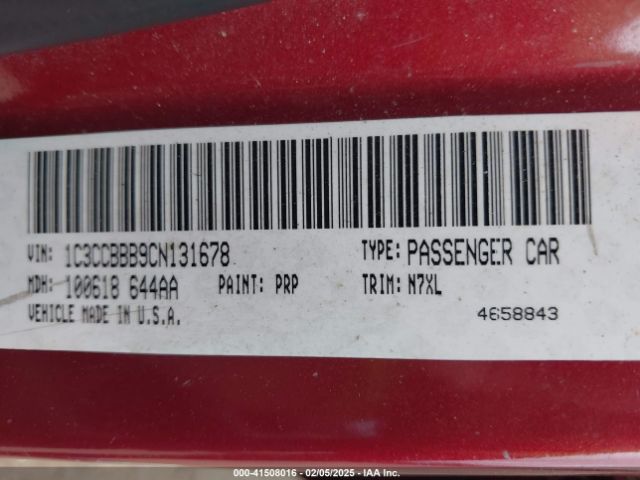 VIN: 1C3CCBBB9CN131678 TYPE: PASSENGER CAR
MDH: 100618 644AA PAINT: PRP TRIM: N7XL
VEHICLE MADE IN U.S.A. 4658843
000-41508016 - 02/05/2025 - IAA Inc.